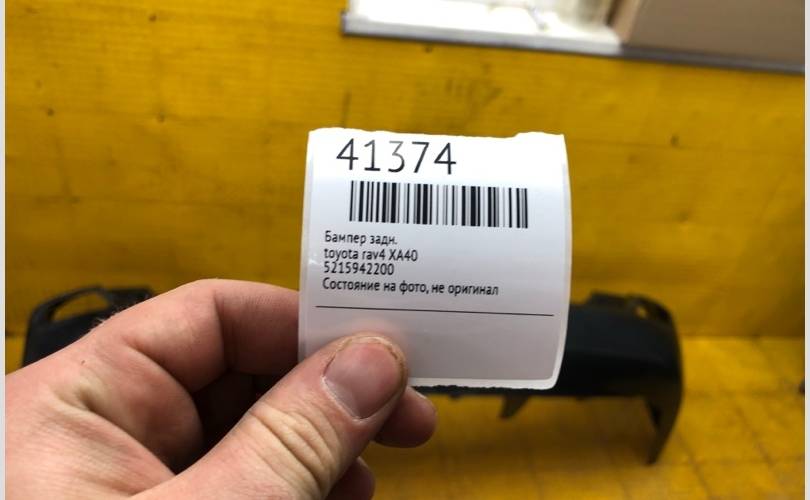 41374
Бампер задн.
toyota rav4 XA40
5215942200
Состояние на фото, не оригинал